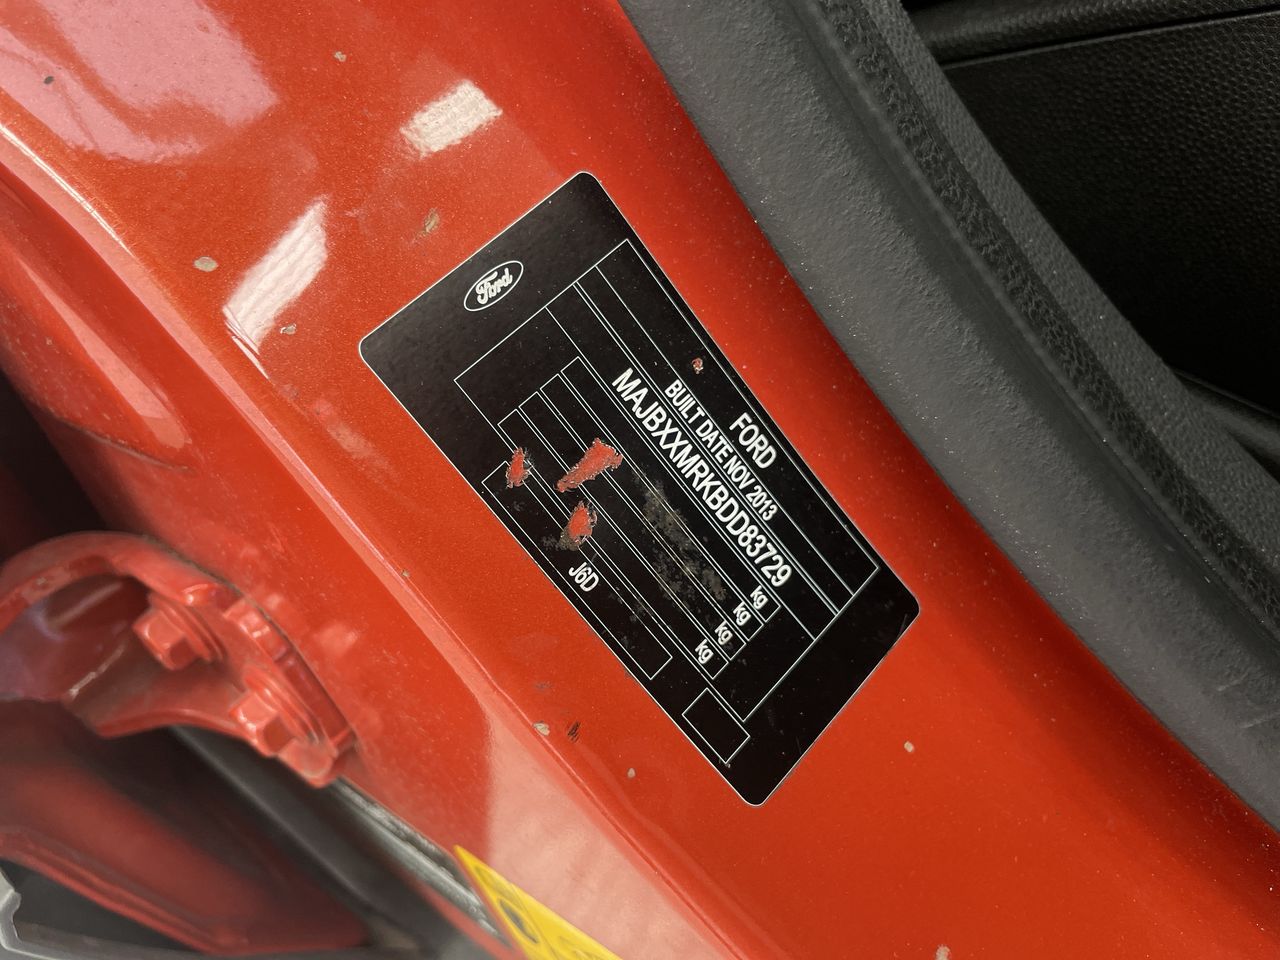 Ford
FORD
BUILT DATE NOV 2013
MAJBXXMRKBDD83729
kg
kg
kg
kg
J6D